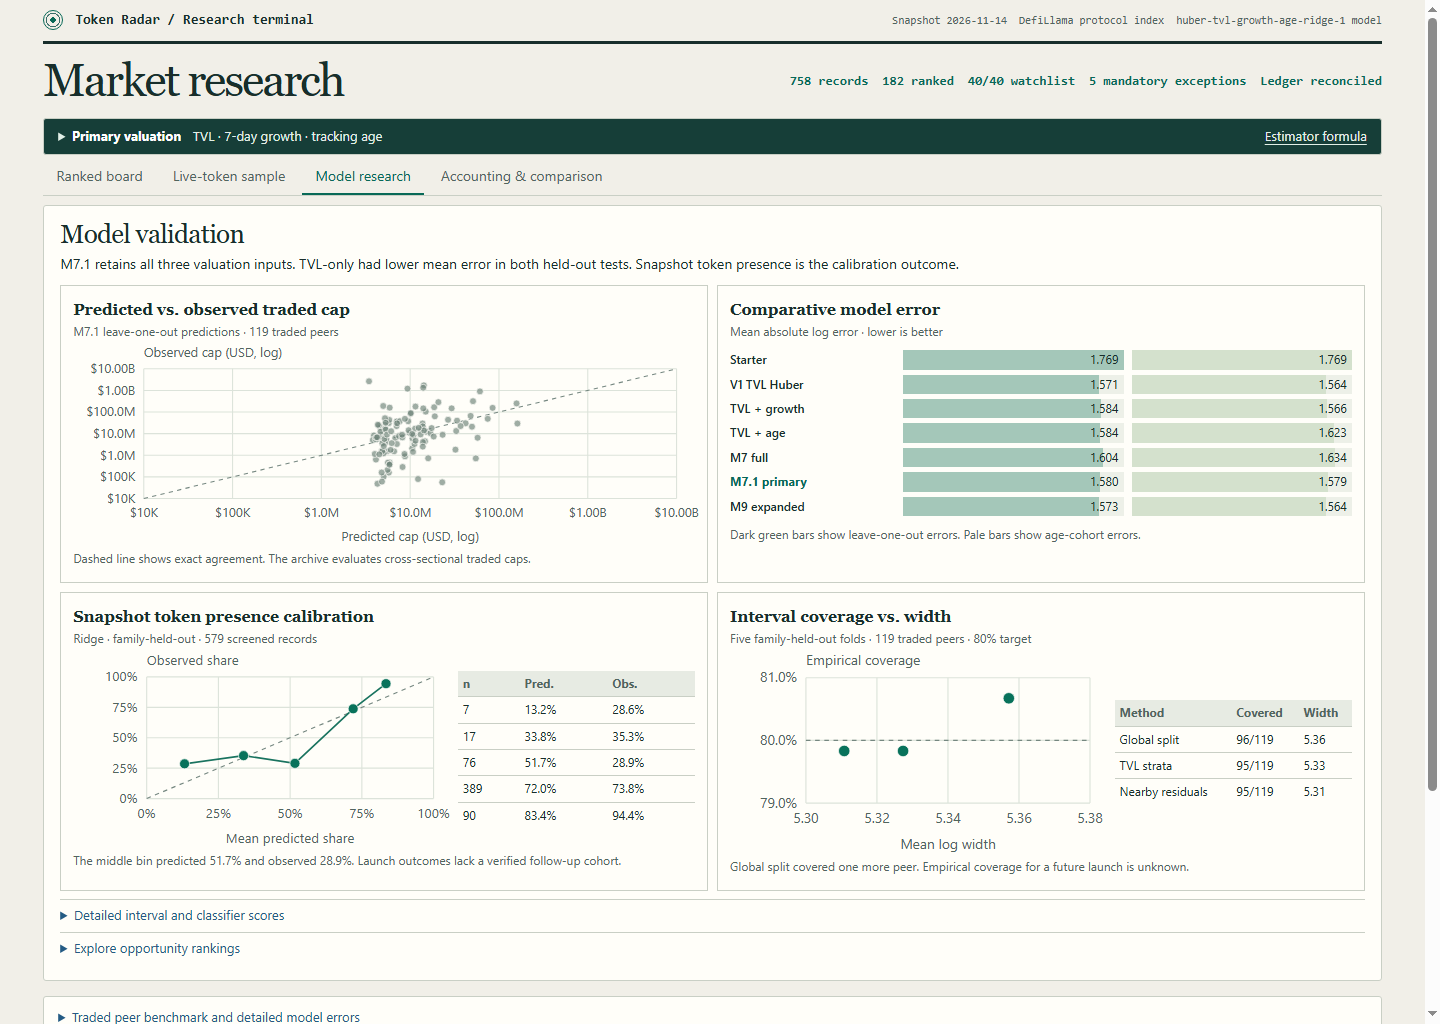 Token Radar / Research terminal
Snapshot 2026-11-14 DefiLlama protocol index huber-tvl-growth-age-ridge-1 model
Market research
758 records 182 ranked 40/40 watchlist 5 mandatory exceptions Ledger reconciled
Primary valuation TVL · 7-day growth · tracking age
Estimator formula
Ranked board
Live-token sample
Model research
Accounting & comparison
Model validation
M7.1 retains all three valuation inputs. TVL-only had lower mean error in both held-out tests. Snapshot token presence is the calibration outcome.
Predicted vs. observed traded cap
M7.1 leave-one-out predictions · 119 traded peers
Observed cap (USD, log)
$10.00B
$1.00B
$100.0M
$10.0M
$1.0M
$100K
$10K
$10K $100K $1.0M $10.0M $100.0M $1.00B $10.00B
Predicted cap (USD, log)
Dashed line shows exact agreement. The archive evaluates cross-sectional traded caps.
Comparative model error
Mean absolute log error · lower is better
Starter 1.769 1.769
V1 TVL Huber 1.571 1.564
TVL + growth 1.584 1.566
TVL + age 1.584 1.623
M7 full 1.604 1.634
M7.1 primary 1.580 1.579
M9 expanded 1.573 1.564
Dark green bars show leave-one-out errors. Pale bars show age-cohort errors.
Snapshot token presence calibration
Ridge · family-held-out · 579 screened records
Observed share
100%
75%
50%
25%
0%
0% 25% 50% 75% 100%
Mean predicted share
n Pred. Obs.
7 13.2% 28.6%
17 33.8% 35.3%
76 51.7% 28.9%
389 72.0% 73.8%
90 83.4% 94.4%
The middle bin predicted 51.7% and observed 28.9%. Launch outcomes lack a verified follow-up cohort.
Interval coverage vs. width
Five family-held-out folds · 119 traded peers · 80% target
Empirical coverage
81.0%
80.0%
79.0%
5.30 5.32 5.34 5.36 5.38
Mean log width
Method Covered Width
Global split 96/119 5.36
TVL strata 95/119 5.33
Nearby residuals 95/119 5.31
Global split covered one more peer. Empirical coverage for a future launch is unknown.
Detailed interval and classifier scores
Explore opportunity rankings
Traded peer benchmark and detailed model errors